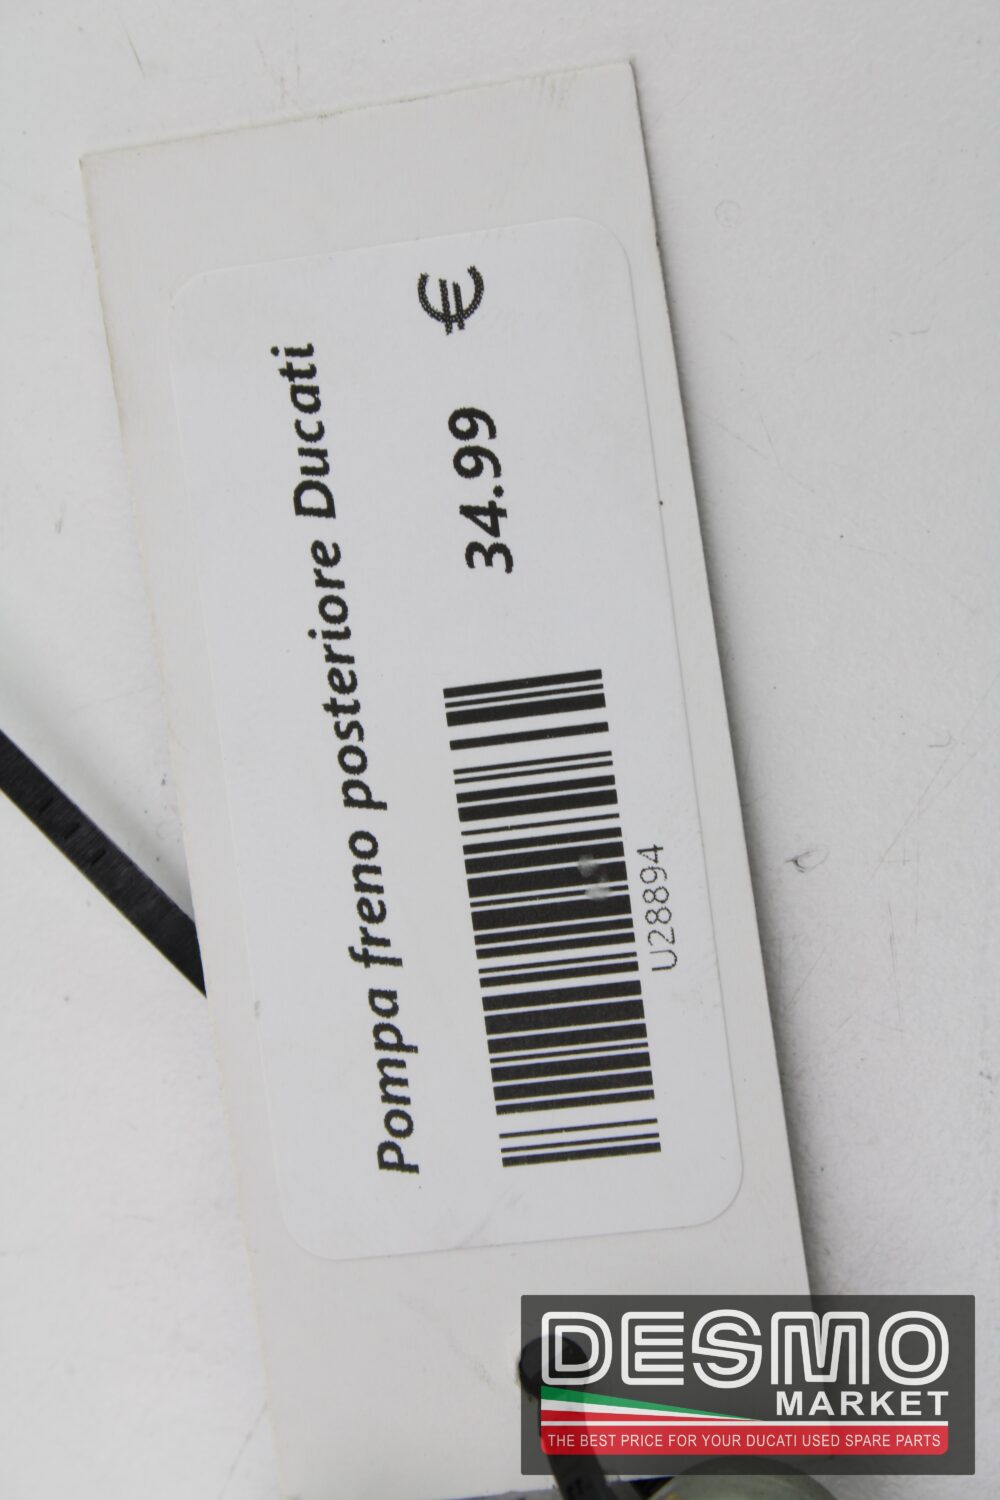 Pompa freno posteriore Ducati
34.99 €
U28894
DESMO
MARKET
THE BEST PRICE FOR YOUR DUCATI USED SPARE PARTS